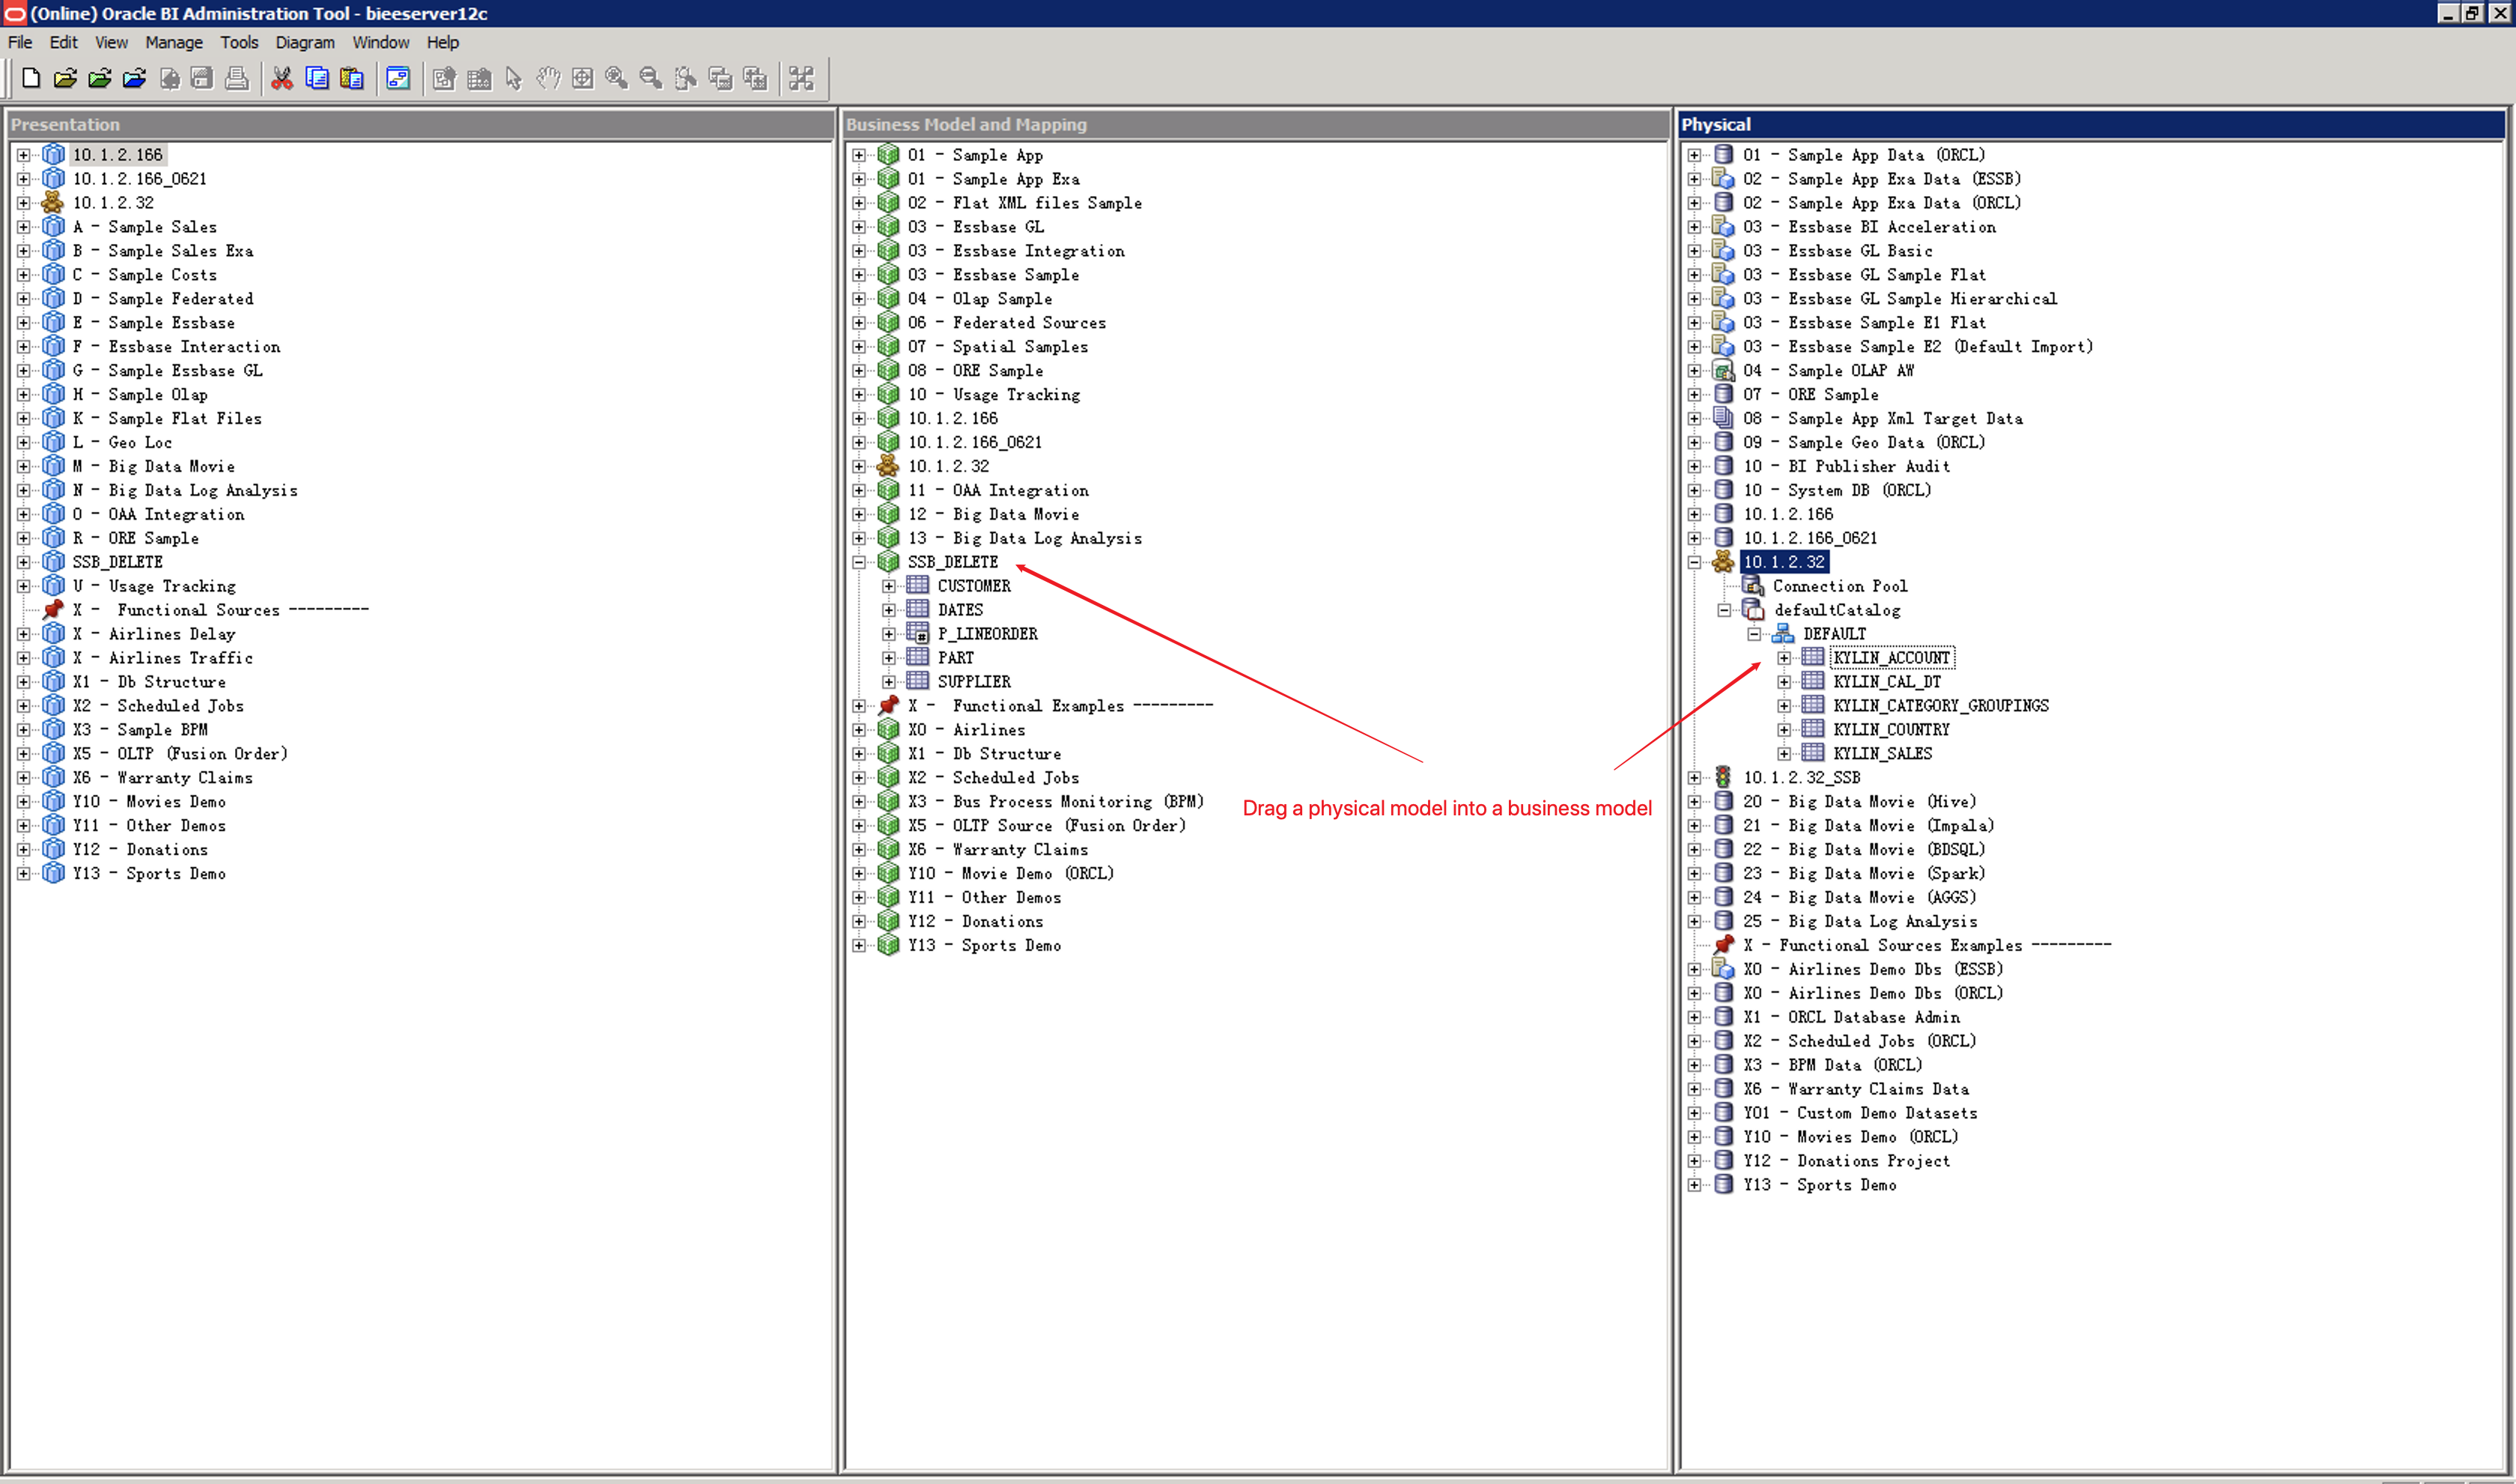 (Online) Oracle BI Administration Tool - bieeserver12c
File Edit View Manage Tools Diagram Window Help
Presentation
10.1.2.166
10.1.2.166_0621
10.1.2.32
A - Sample Sales
B - Sample Sales Exa
C - Sample Costs
D - Sample Federated
E - Sample Essbase
F - Essbase Interaction
G - Sample Essbase GL
H - Sample Olap
K - Sample Flat Files
L - Geo Loc
M - Big Data Movie
N - Big Data Log Analysis
O - OAA Integration
R - ORE Sample
SSB_DELETE
U - Usage Tracking
X - Functional Sources ---------
X - Airlines Delay
X - Airlines Traffic
X1 - Db Structure
X2 - Scheduled Jobs
X3 - Sample BPM
X5 - OLTP (Fusion Order)
X6 - Warranty Claims
Y10 - Movies Demo
Y11 - Other Demos
Y12 - Donations
Y13 - Sports Demo
Business Model and Mapping
01 - Sample App
01 - Sample App Exa
02 - Flat XML files Sample
03 - Essbase GL
03 - Essbase Integration
03 - Essbase Sample
04 - Olap Sample
06 - Federated Sources
07 - Spatial Samples
08 - ORE Sample
10 - Usage Tracking
10.1.2.166
10.1.2.166_0621
10.1.2.32
11 - OAA Integration
12 - Big Data Movie
13 - Big Data Log Analysis
SSB_DELETE
CUSTOMER
DATES
P_LINEORDER
PART
SUPPLIER
X - Functional Examples ---------
X0 - Airlines
X1 - Db Structure
X2 - Scheduled Jobs
X3 - Bus Process Monitoring (BPM)
X5 - OLTP Source (Fusion Order)
X6 - Warranty Claims
Y10 - Movie Demo (ORCL)
Y11 - Other Demos
Y12 - Donations
Y13 - Sports Demo
Drag a physical model into a business model
Physical
01 - Sample App Data (ORCL)
02 - Sample App Exa Data (ESSB)
02 - Sample App Exa Data (ORCL)
03 - Essbase BI Acceleration
03 - Essbase GL Basic
03 - Essbase GL Sample Flat
03 - Essbase GL Sample Hierarchical
03 - Essbase Sample E1 Flat
03 - Essbase Sample E2 (Default Import)
04 - Sample OLAP AW
07 - ORE Sample
08 - Sample App Xml Target Data
09 - Sample Geo Data (ORCL)
10 - BI Publisher Audit
10 - System DB (ORCL)
10.1.2.166
10.1.2.166_0621
10.1.2.32
Connection Pool
defaultCatalog
DEFAULT
KYLIN_ACCOUNT
KYLIN_CAL_DT
KYLIN_CATEGORY_GROUPINGS
KYLIN_COUNTRY
KYLIN_SALES
10.1.2.32_SSB
20 - Big Data Movie (Hive)
21 - Big Data Movie (Impala)
22 - Big Data Movie (BDSQL)
23 - Big Data Movie (Spark)
24 - Big Data Movie (AGGS)
25 - Big Data Log Analysis
X - Functional Sources Examples ---------
X0 - Airlines Demo Dbs (ESSB)
X0 - Airlines Demo Dbs (ORCL)
X1 - ORCL Database Admin
X2 - Scheduled Jobs (ORCL)
X3 - BPM Data (ORCL)
X6 - Warranty Claims Data
Y01 - Custom Demo Datasets
Y10 - Movies Demo (ORCL)
Y12 - Donations Project
Y13 - Sports Demo